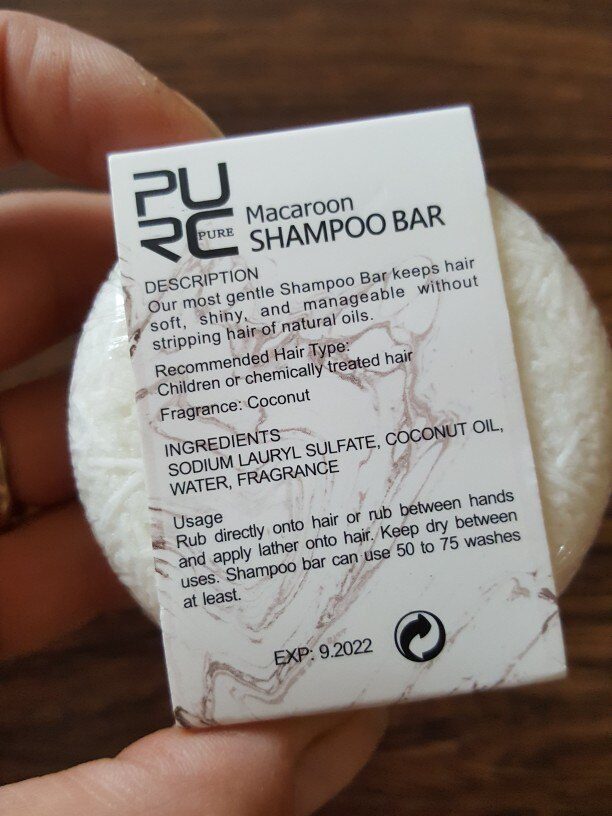 PU
RC PURE
Macaroon
SHAMPOO BAR
DESCRIPTION
Our most gentle Shampoo Bar keeps hair
soft, shiny, and manageable without
stripping hair of natural oils.
Recommended Hair Type:
Children or chemically treated hair
Fragrance: Coconut
INGREDIENTS
SODIUM LAURYL SULFATE, COCONUT OIL,
WATER, FRAGRANCE
Usage
Rub directly onto hair or rub between hands
and apply lather onto hair. Keep dry between
uses. Shampoo bar can use 50 to 75 washes
at least.
EXP: 9.2022